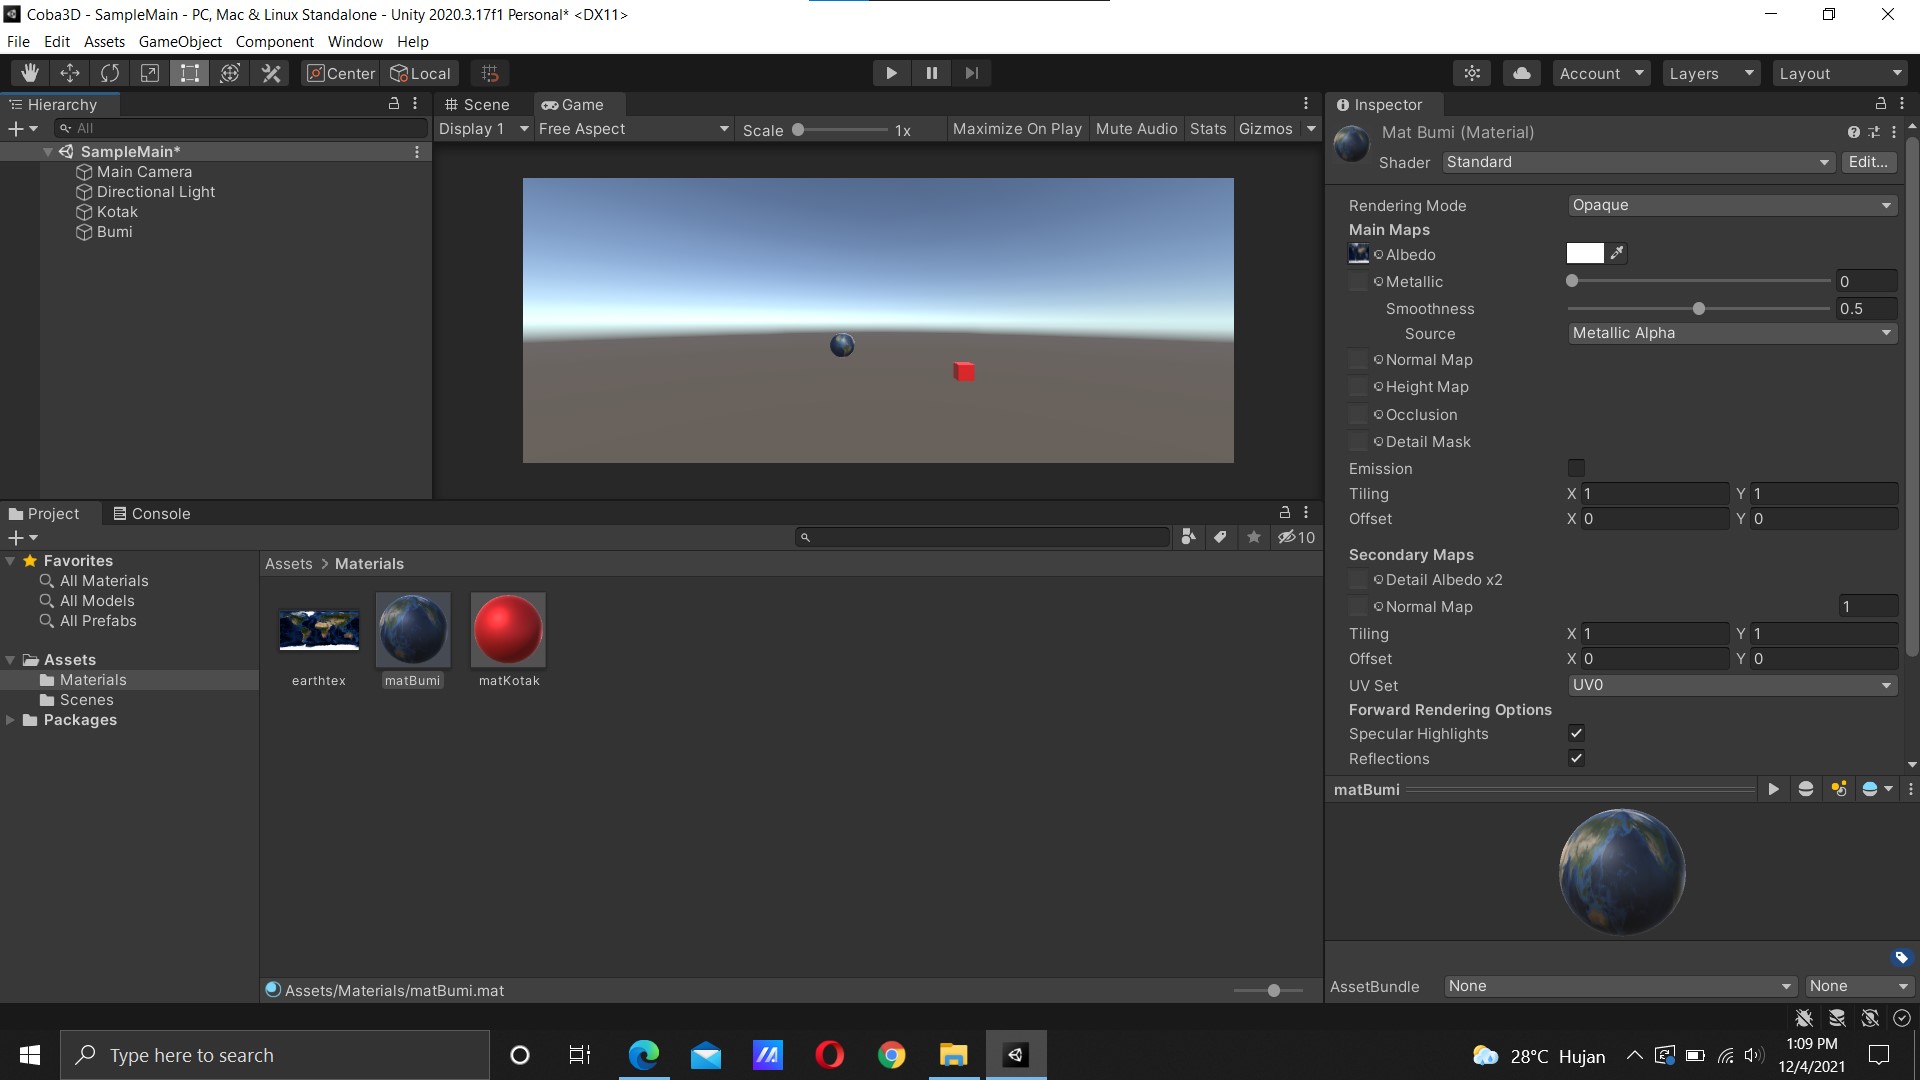 Coba3D - SampleMain - PC, Mac & Linux Standalone - Unity 2020.3.17f1 Personal* <DX11>
File Edit Assets GameObject Component Window Help
Center Local Account Layers Layout
Hierarchy
All
SampleMain*
Main Camera
Directional Light
Kotak
Bumi
Scene Game
Display 1 Free Aspect Scale 1x Maximize On Play Mute Audio Stats Gizmos
Project Console
10
Favorites
All Materials
All Models
All Prefabs
Assets
Materials
Scenes
Packages
Assets > Materials
earthtex matBumi matKotak
Assets/Materials/matBumi.mat
Inspector
Mat Bumi (Material)
Shader Standard Edit...
Rendering Mode Opaque
Main Maps
Albedo
Metallic 0
Smoothness 0.5
Source Metallic Alpha
Normal Map
Height Map
Occlusion
Detail Mask
Emission
Tiling X 1 Y 1
Offset X 0 Y 0
Secondary Maps
Detail Albedo x2
Normal Map 1
Tiling X 1 Y 1
Offset X 0 Y 0
UV Set UV0
Forward Rendering Options
Specular Highlights
Reflections
matBumi
AssetBundle None None
Type here to search
28°C Hujan
1:09 PM
12/4/2021